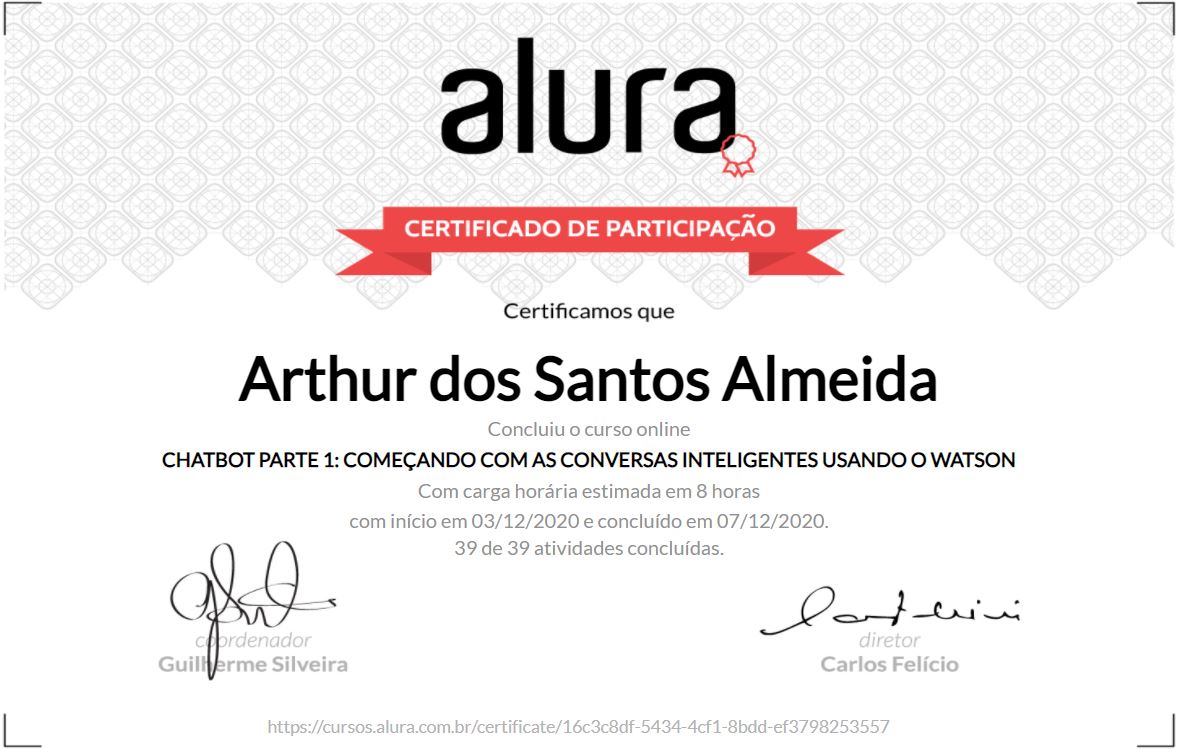 alura
CERTIFICADO DE PARTICIPAÇÃO
Certificamos que
Arthur dos Santos Almeida
Concluiu o curso online
CHATBOT PARTE 1: COMEÇANDO COM AS CONVERSAS INTELIGENTES USANDO O WATSON
Com carga horária estimada em 8 horas
com início em 03/12/2020 e concluído em 07/12/2020.
39 de 39 atividades concluídas.
coordenador
Guilherme Silveira
diretor
Carlos Felício
https://cursos.alura.com.br/certificate/16c3c8df-5434-4cf1-8bdd-ef3798253557